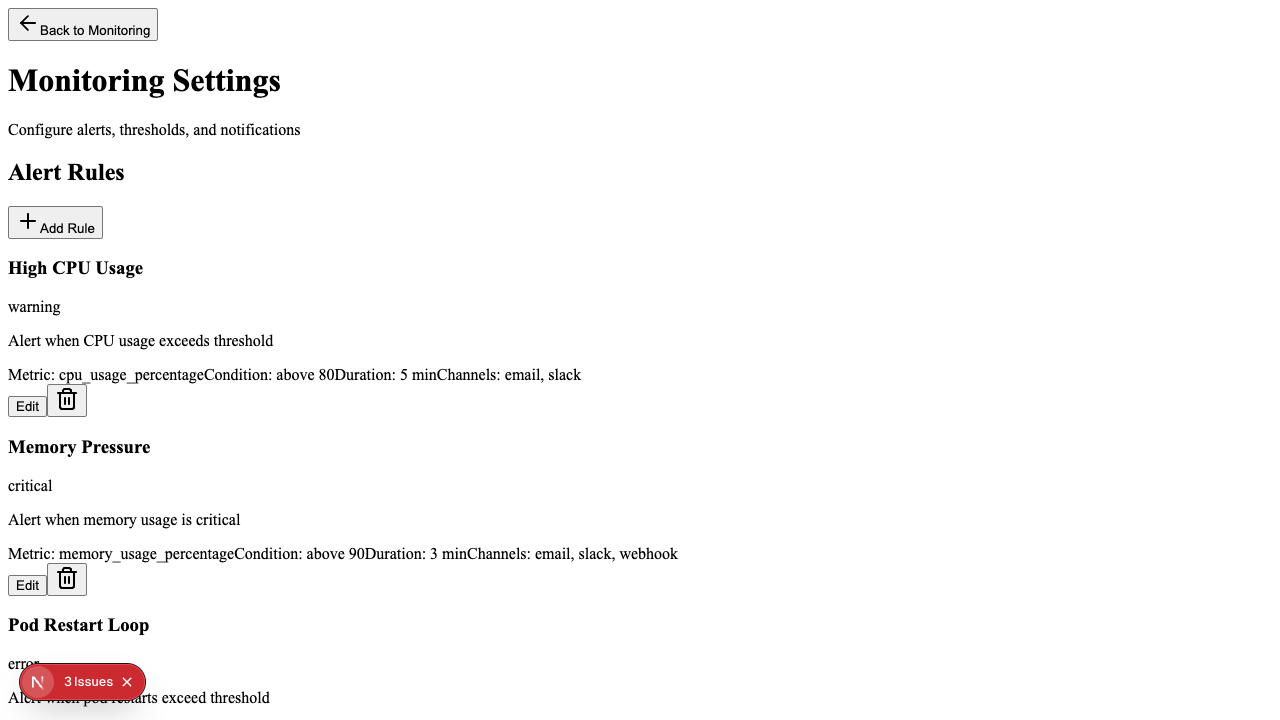 Back to Monitoring
Monitoring Settings
Configure alerts, thresholds, and notifications
Alert Rules
Add Rule
High CPU Usage
warning
Alert when CPU usage exceeds threshold
Metric: cpu_usage_percentageCondition: above 80Duration: 5 minChannels: email, slack
Edit
Memory Pressure
critical
Alert when memory usage is critical
Metric: memory_usage_percentageCondition: above 90Duration: 3 minChannels: email, slack, webhook
Edit
Pod Restart Loop
error
N 3 Issues
Alert when pod restarts exceed threshold